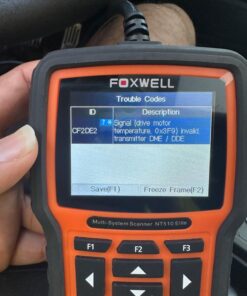 FOXWELL
Trouble Codes
ID Description
Signal (drive motor
CF2DE2 temperature, 0x3F9) invalid,
transmitter DME / DDE
Save(F1) Freeze Frame(F2)
Multi-System Scanner NT510 Elite
F1 F2 F3